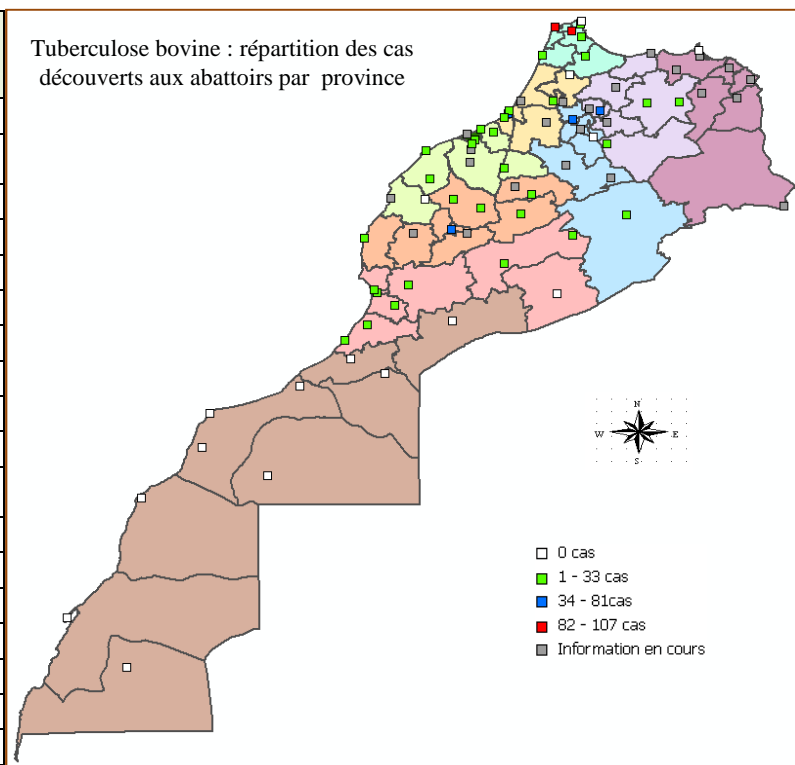 Tuberculose bovine : répartition des cas
découverts aux abattoirs par province
N
W E
S
0 cas
1 - 33 cas
34 - 81cas
82 - 107 cas
Information en cours